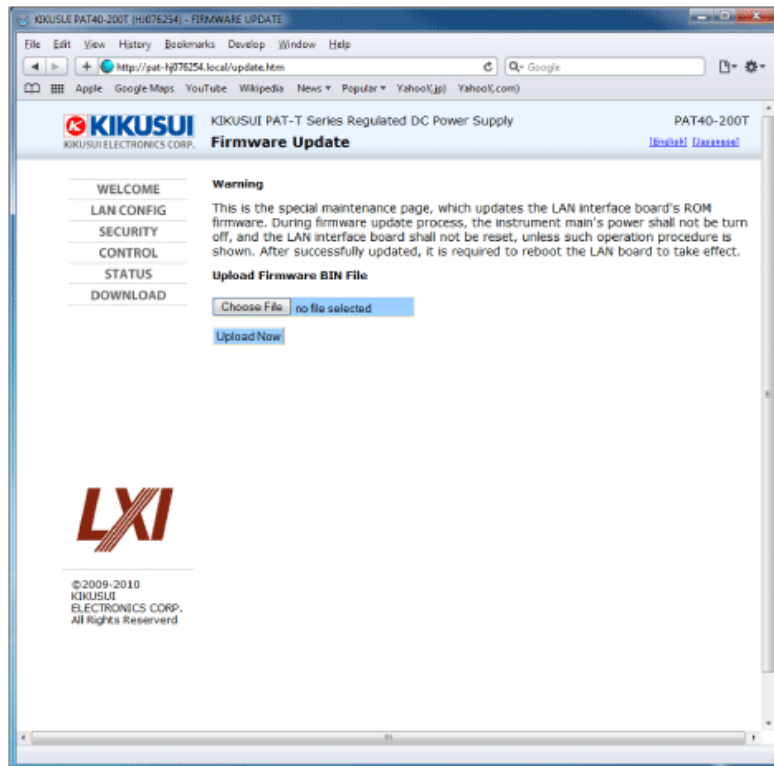 KIKUSUI PAT40-200T (HJ076254) - FIRMWARE UPDATE
File Edit View History Bookmarks Develop Window Help
http://pat-hj076254.local/update.htm
Google
Apple Google Maps YouTube Wikipedia News Popular Yahoo!(jp) Yahoo!(.com)
KIKUSUI
KIKUSUI ELECTRONICS CORP.
KIKUSUI PAT-T Series Regulated DC Power Supply
PAT40-200T
Firmware Update
[English] [Japanese]
WELCOME
LAN CONFIG
SECURITY
CONTROL
STATUS
DOWNLOAD
Warning
This is the special maintenance page, which updates the LAN interface board's ROM
firmware. During firmware update process, the instrument main's power shall not be turn
off, and the LAN interface board shall not be reset, unless such operation procedure is
shown. After successfully updated, it is required to reboot the LAN board to take effect.
Upload Firmware BIN File
Choose File no file selected
Upload Now
LXI
©2009-2010
KIKUSUI
ELECTRONICS CORP.
All Rights Reserverd